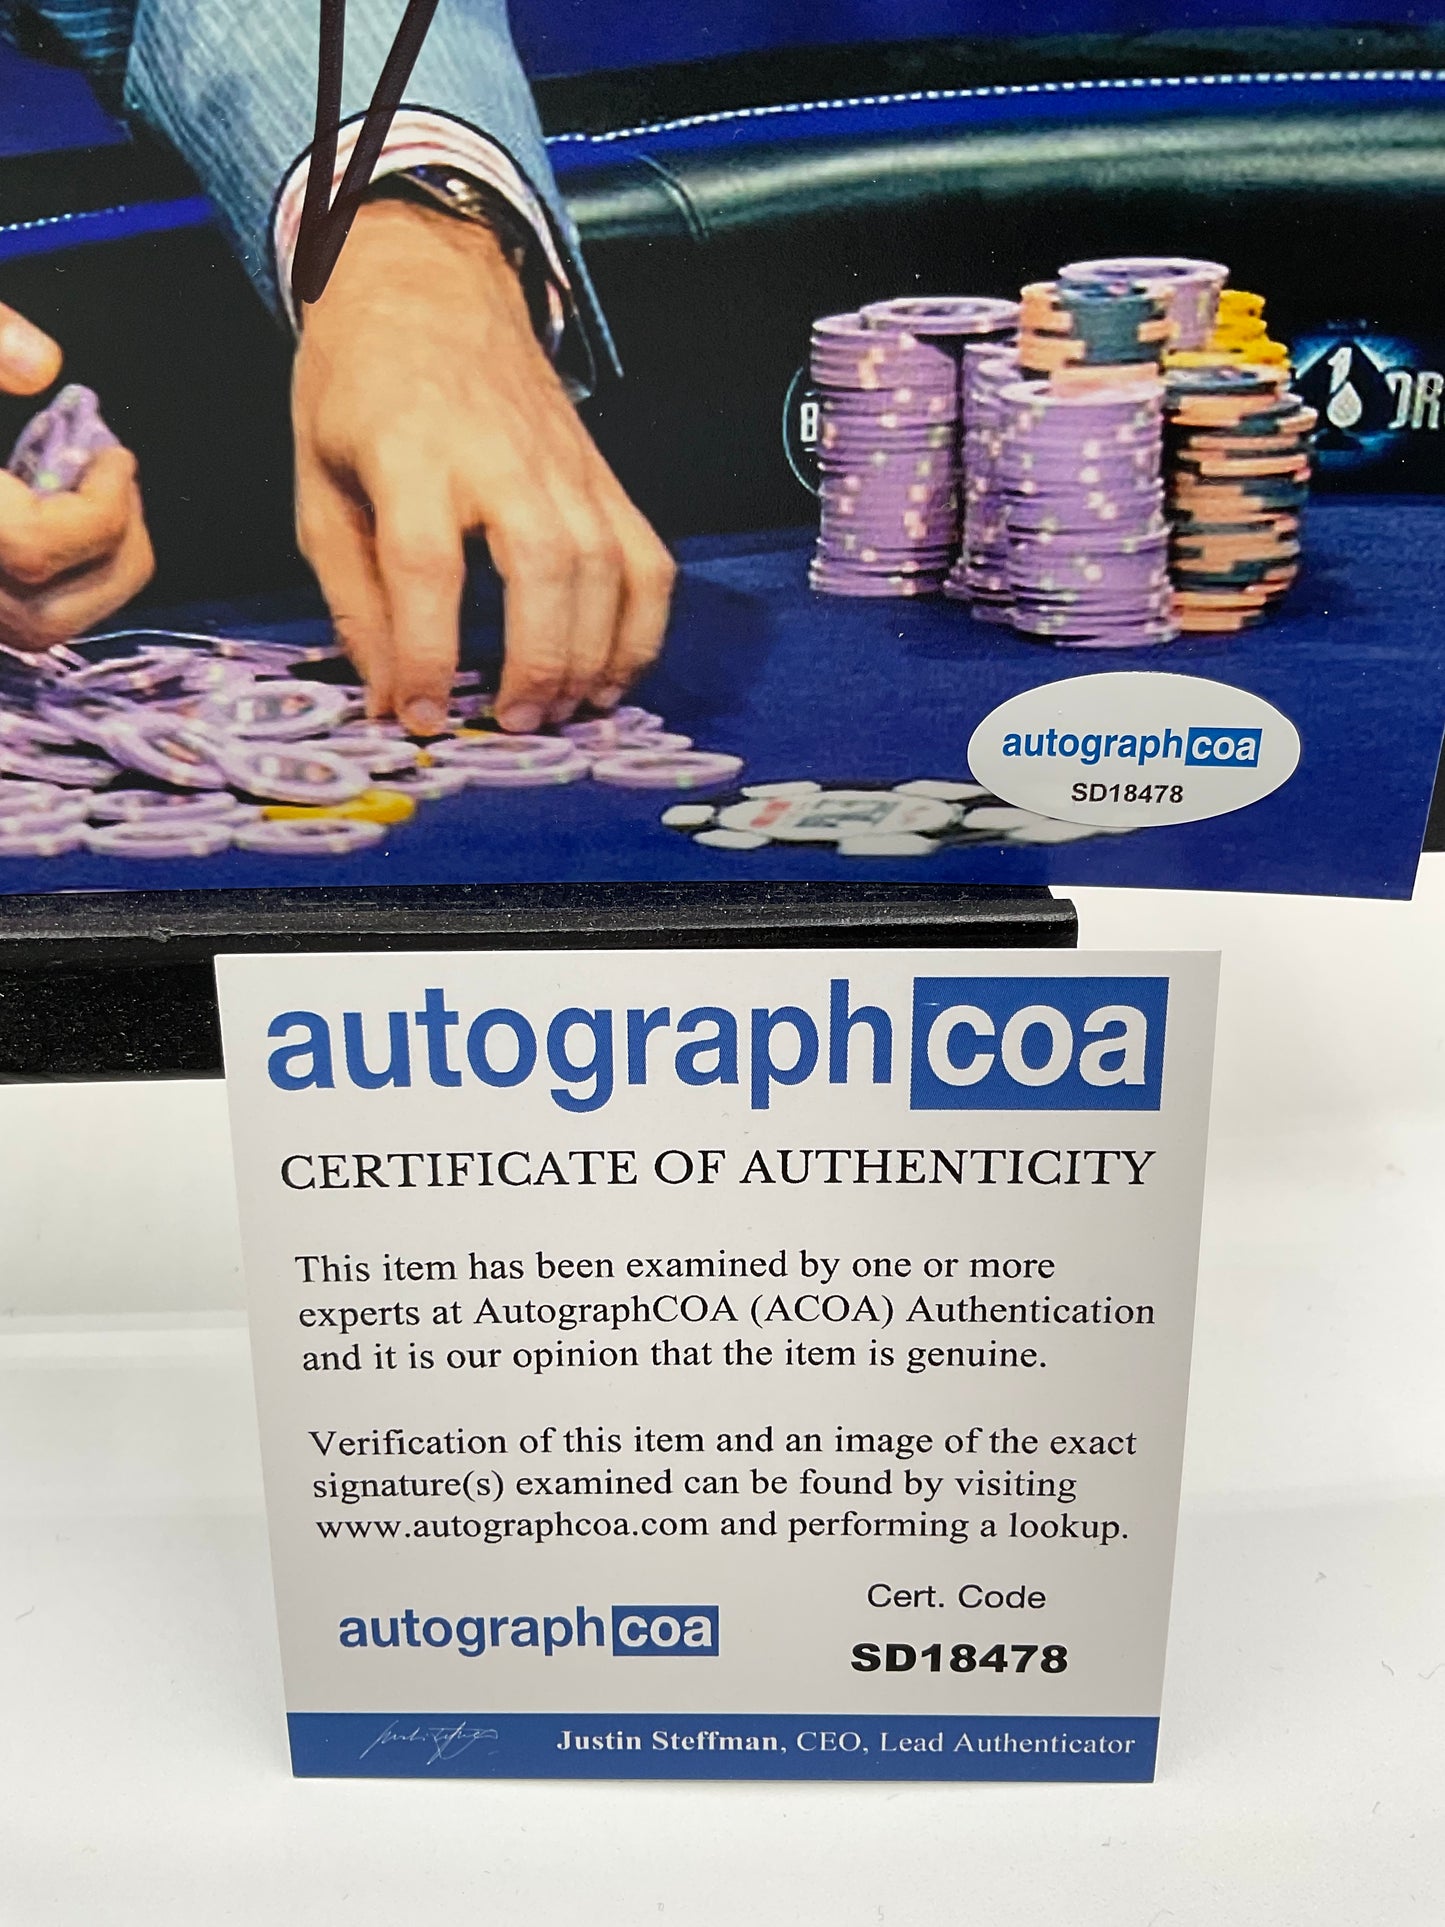 B
1 DR
autographcoa
SD18478
autographcoa
CERTIFICATE OF AUTHENTICITY
This item has been examined by one or more
experts at AutographCOA (ACOA) Authentication
and it is our opinion that the item is genuine.
Verification of this item and an image of the exact
signature(s) examined can be found by visiting
www.autographcoa.com and performing a lookup.
Cert. Code
autographcoa
SD18478
Justin Steffman, CEO, Lead Authenticator